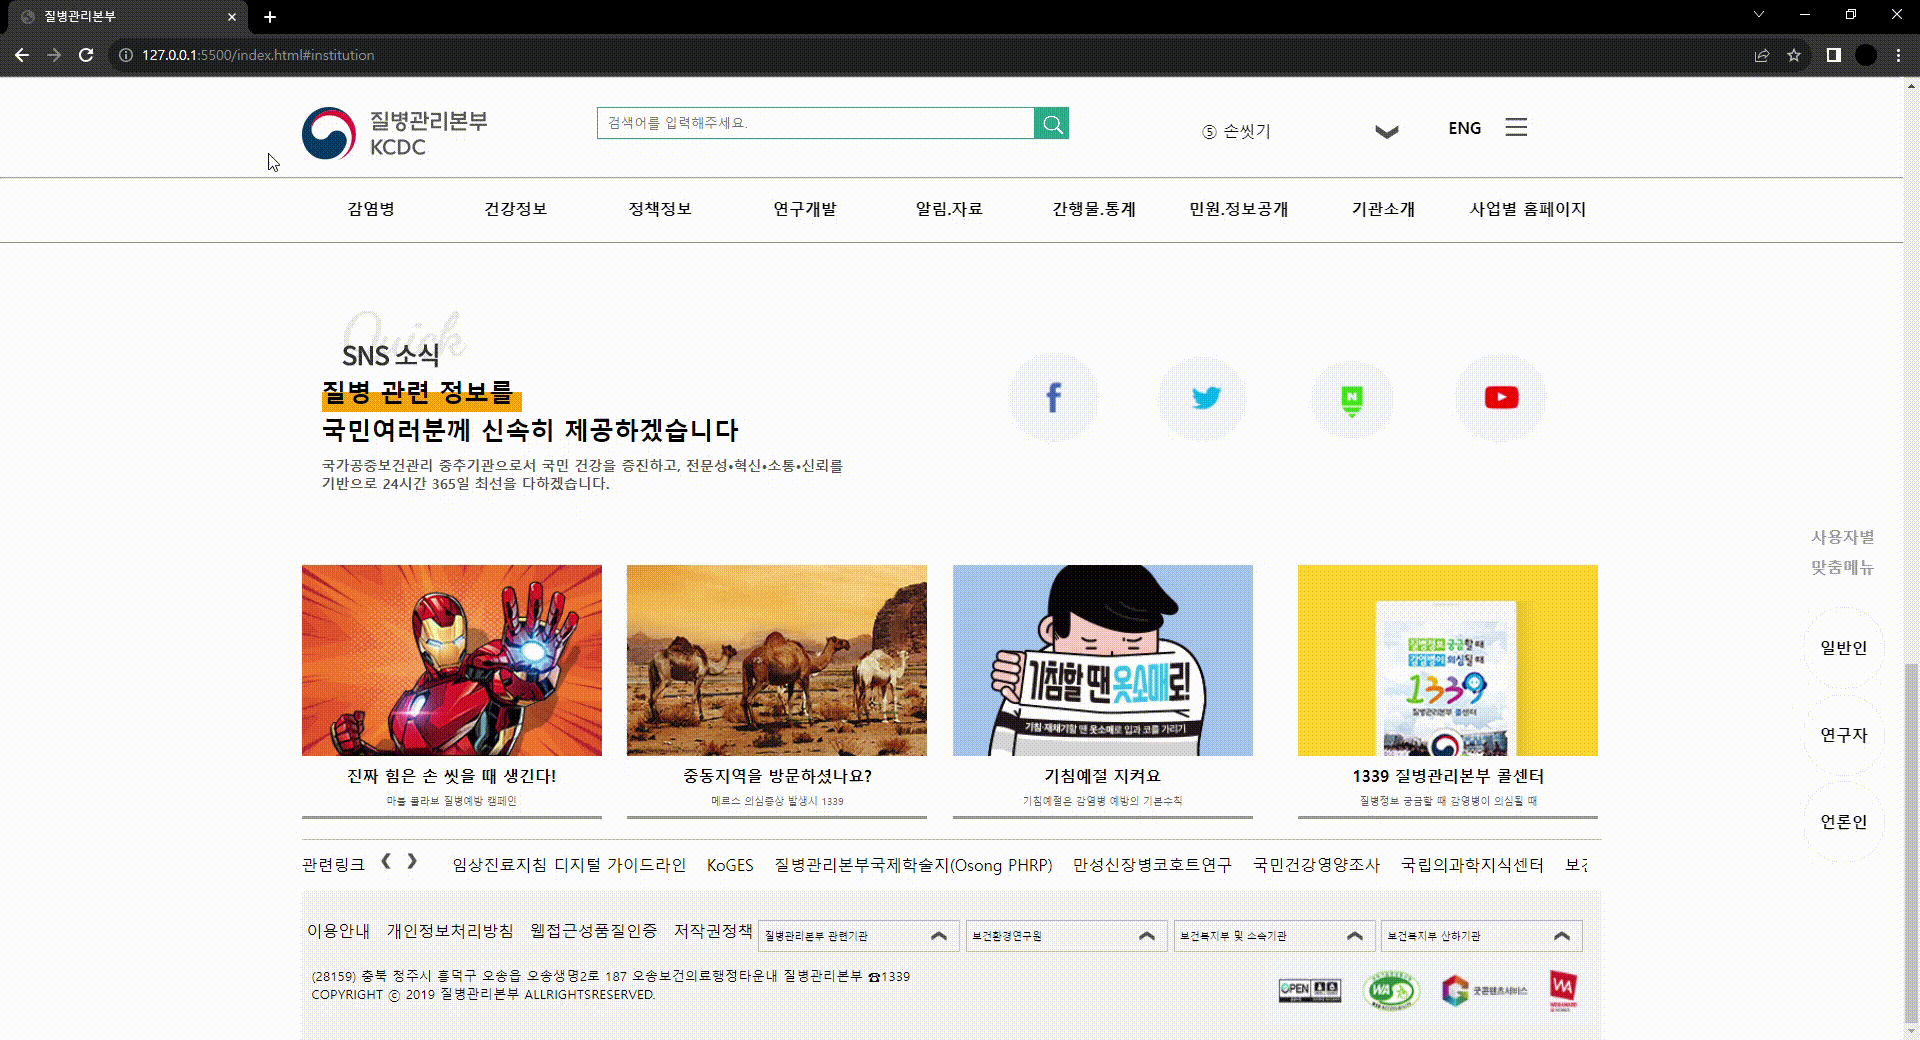 질병관리본부
127.0.0.1:5500/index.html#institution
질병관리본부
KCDC
검색어를 입력해주세요.
⑤ 손씻기
ENG
감염병 건강정보 정책정보 연구개발 알림.자료 간행물.통계 민원.정보공개 기관소개 사업별 홈페이지
Quick
SNS 소식
질병 관련 정보를
국민여러분께 신속히 제공하겠습니다
국가공중보건관리 중추기관으로서 국민 건강을 증진하고, 전문성•혁신•소통•신뢰를
기반으로 24시간 365일 최선을 다하겠습니다.
사용자별
맞춤메뉴
일반인
연구자
언론인
기침할 땐 옷소매로!
기침·재채기할 땐 옷소매로 입과 코를 가리기
질병정보 궁금할 때
감염병이 의심될 때
1339
질병관리본부 콜센터
진짜 힘은 손 씻을 때 생긴다!
마블 콜라보 질병예방 캠페인
중동지역을 방문하셨나요?
메르스 의심증상 발생시 1339
기침예절 지켜요
기침예절은 감염병 예방의 기본수칙
1339 질병관리본부 콜센터
질병정보 궁금할 때 감염병이 의심될 때
관련링크 ❮ ❯ 임상진료지침 디지털 가이드라인 KoGES 질병관리본부국제학술지(Osong PHRP) 만성신장병코호트연구 국민건강영양조사 국립의과학지식센터
이용안내 개인정보처리방침 웹접근성품질인증 저작권정책
질병관리본부 관련기관
보건환경연구원
보건복지부 및 소속기관
보건복지부 산하기관
(28159) 충북 청주시 흥덕구 오송읍 오송생명2로 187 오송보건의료행정타운내 질병관리본부 ☎1339
COPYRIGHT ⓒ 2019 질병관리본부 ALLRIGHTSRESERVED.
OPEN
WA
굿콘텐츠서비스